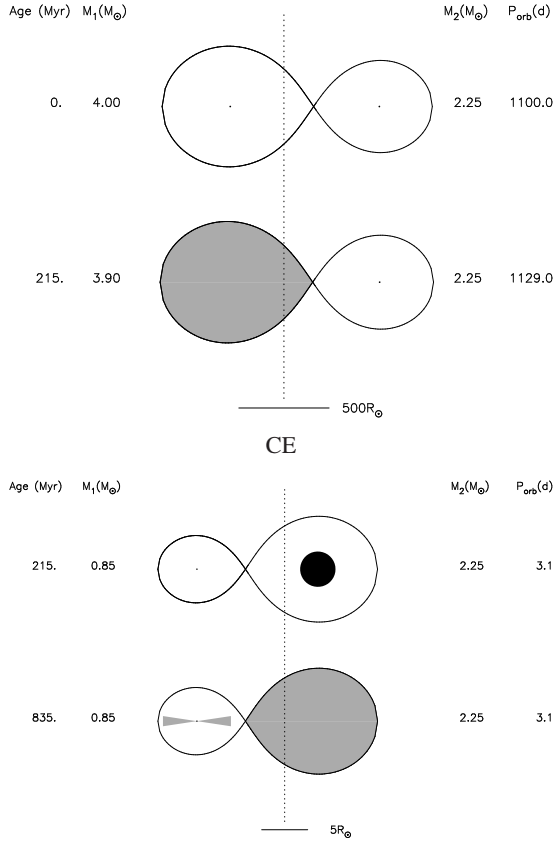 Age (Myr) M₁(M☉) M₂(M☉) Pₒᵣb(d)
0. 4.00 2.25 1100.0
215. 3.90 2.25 1129.0
500R☉
CE
Age (Myr) M₁(M☉) M₂(M☉) Pₒᵣb(d)
215. 0.85 2.25 3.1
835. 0.85 2.25 3.1
5R☉